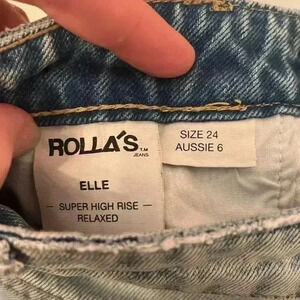 ROLLA'S T.M
JEANS
SIZE 24
AUSSIE 6
ELLE
— SUPER HIGH RISE —
RELAXED